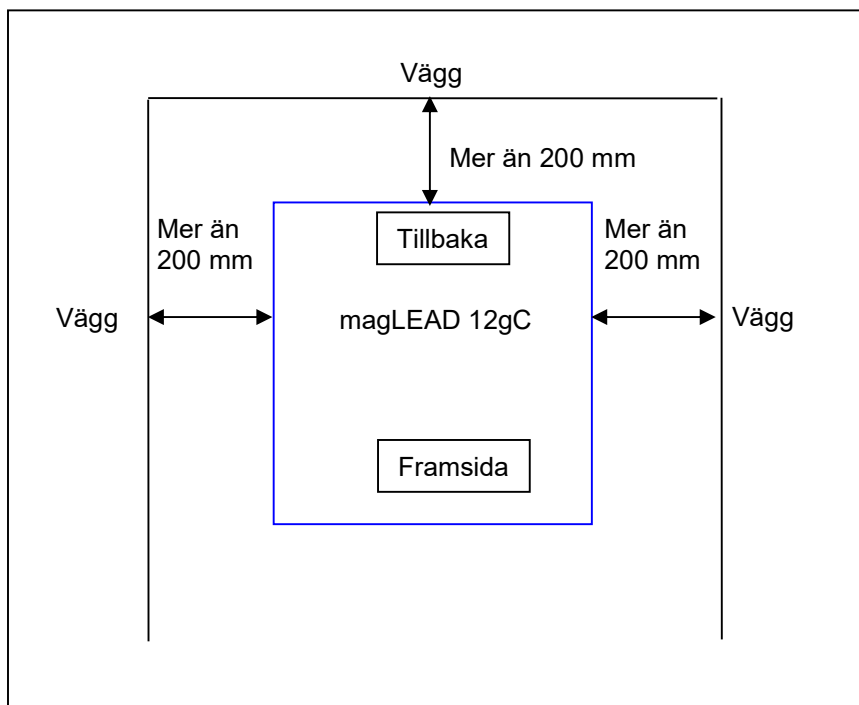 Vägg
Mer än 200 mm
Tillbaka
Mer än
200 mm
Mer än
200 mm
Vägg
magLEAD 12gC
Vägg
Framsida